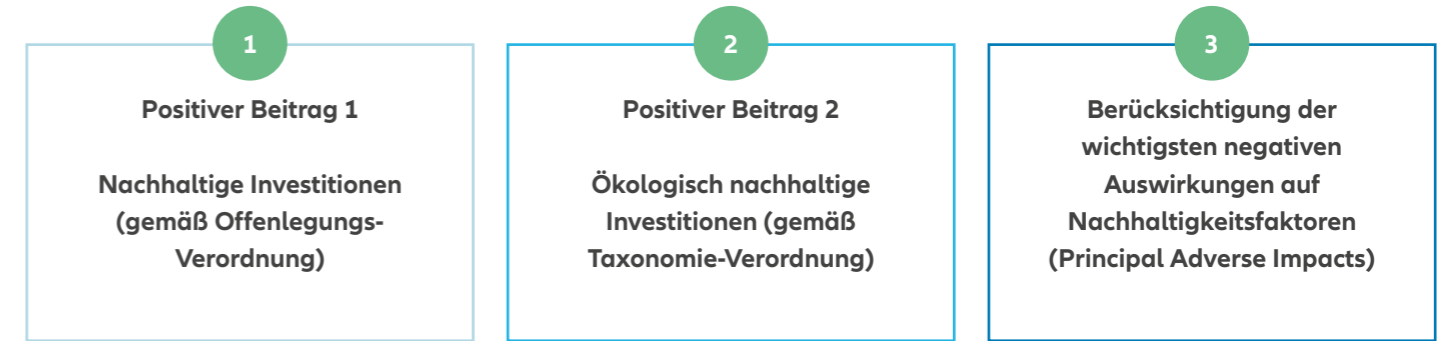 1
Positiver Beitrag 1
Nachhaltige Investitionen
(gemäß Offenlegungs-
Verordnung)
2
Positiver Beitrag 2
Ökologisch nachhaltige
Investitionen (gemäß
Taxonomie-Verordnung)
3
Berücksichtigung der
wichtigsten negativen
Auswirkungen auf
Nachhaltigkeitsfaktoren
(Principal Adverse Impacts)